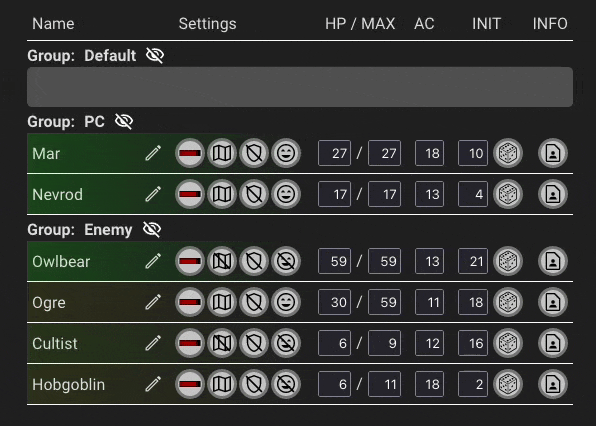 Name Settings HP / MAX AC INIT INFO
Group: Default
Group: PC
Mar 27 / 27 18 10
Nevrod 17 / 17 13 4
Group: Enemy
Owlbear 59 / 59 13 21
Ogre 30 / 59 11 18
Cultist 6 / 9 12 16
Hobgoblin 6 / 11 18 2